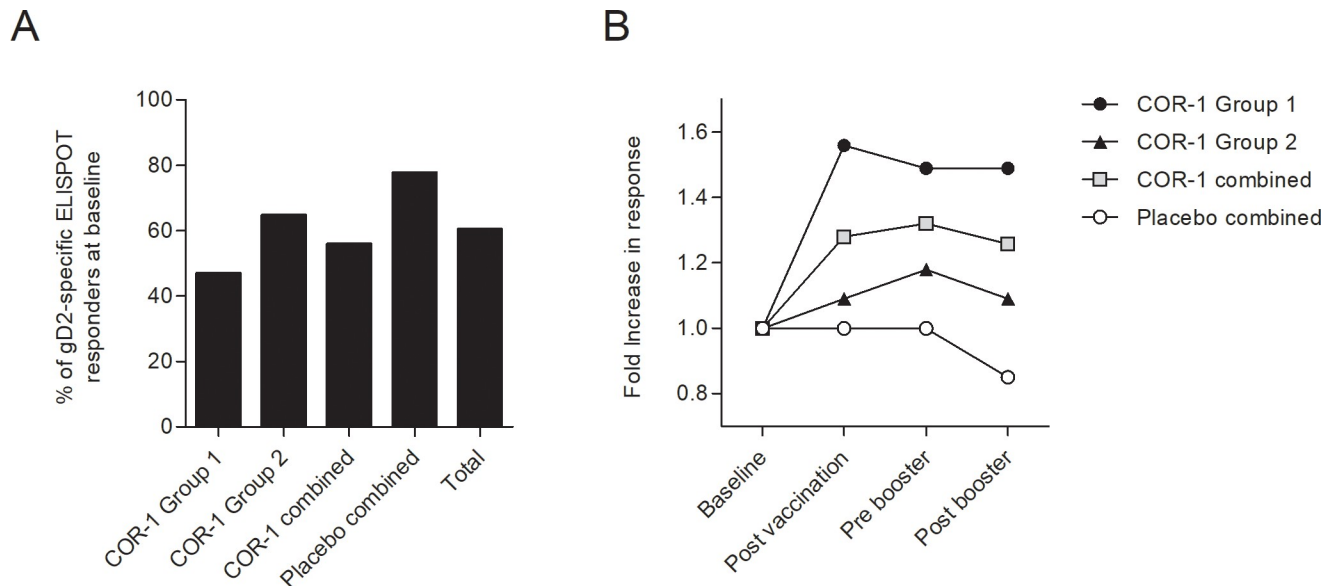 A
% of gD2-specific ELISPOT
responders at baseline
100
80
60
40
20
0
COR-1 Group 1
COR-1 Group 2
COR-1 combined
Placebo combined
Total
B
Fold Increase in response
1.6
1.4
1.2
1.0
0.8
Baseline
Post vaccination
Pre booster
Post booster
COR-1 Group 1
COR-1 Group 2
COR-1 combined
Placebo combined